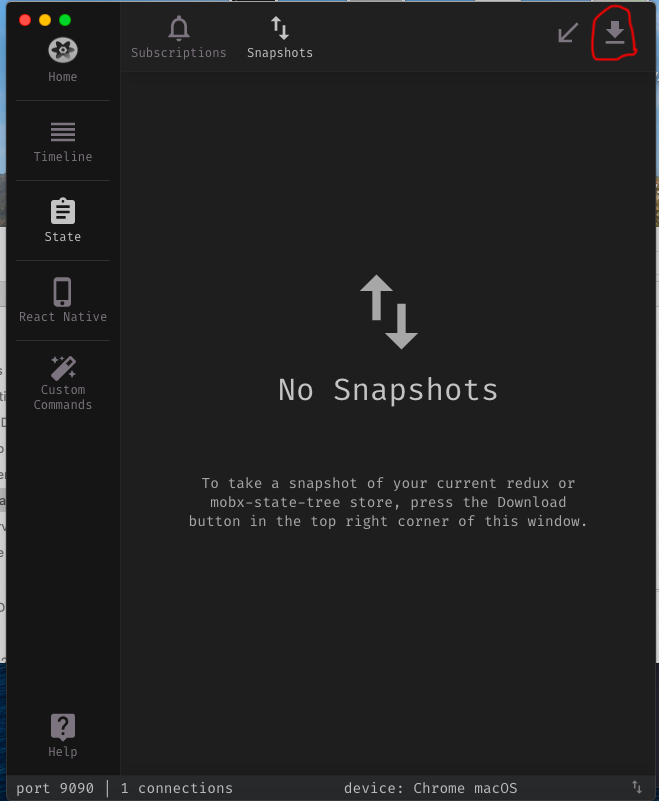 Subscriptions
Snapshots
Home
Timeline
State
React Native
Custom
Commands
No Snapshots
To take a snapshot of your current redux or
mobx-state-tree store, press the Download
button in the top right corner of this window.
Help
port 9090 | 1 connections
device: Chrome macOS